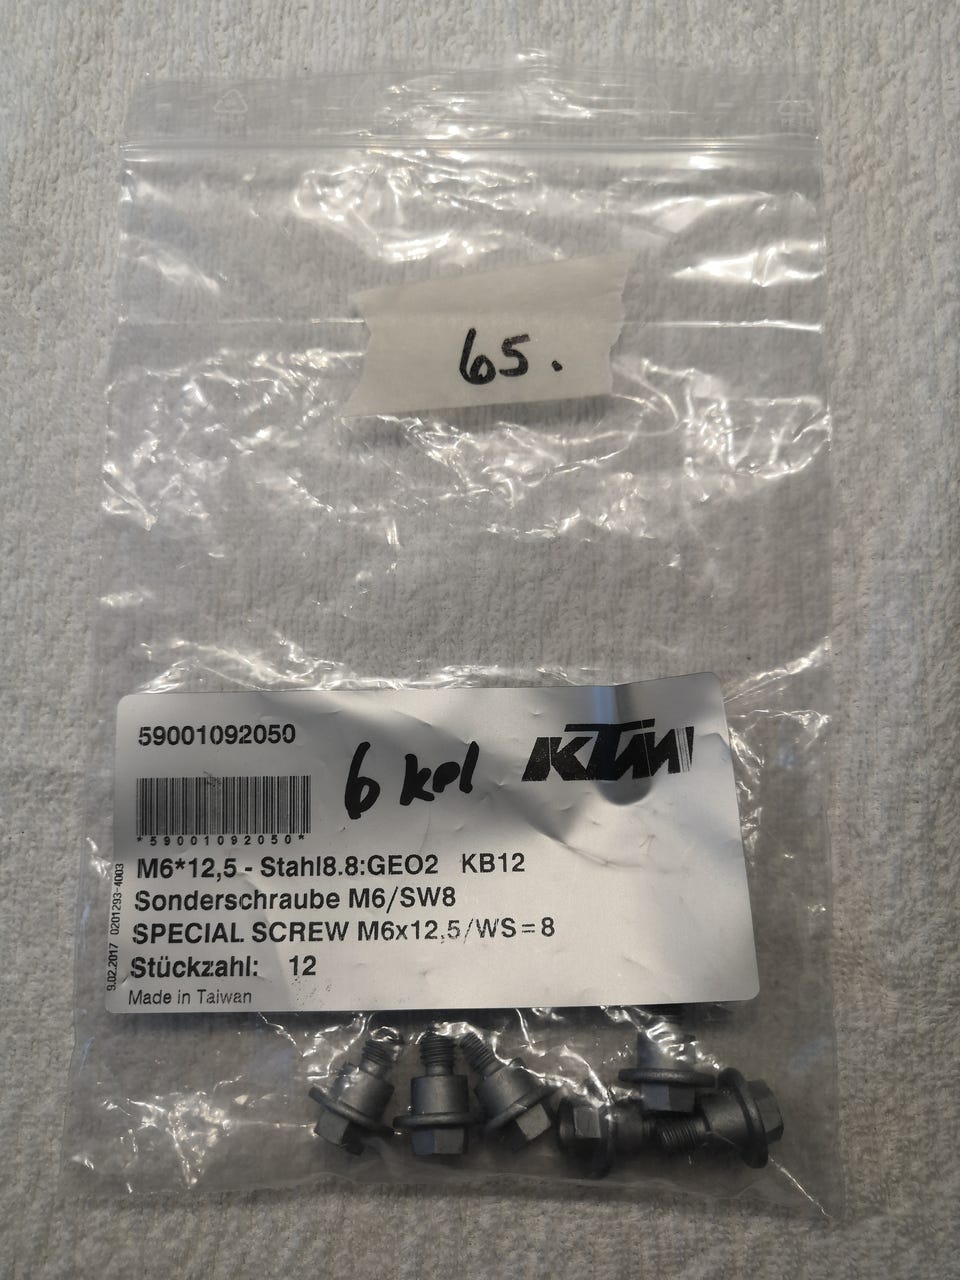 65.
59001092050
6 kpl
KTM
*59001092050*
M6*12,5 - Stahl8.8:GEO2 KB12
Sonderschraube M6/SW8
SPECIAL SCREW M6x12,5/WS=8
Stückzahl: 12
Made in Taiwan
9.02.2017 0201293-4003